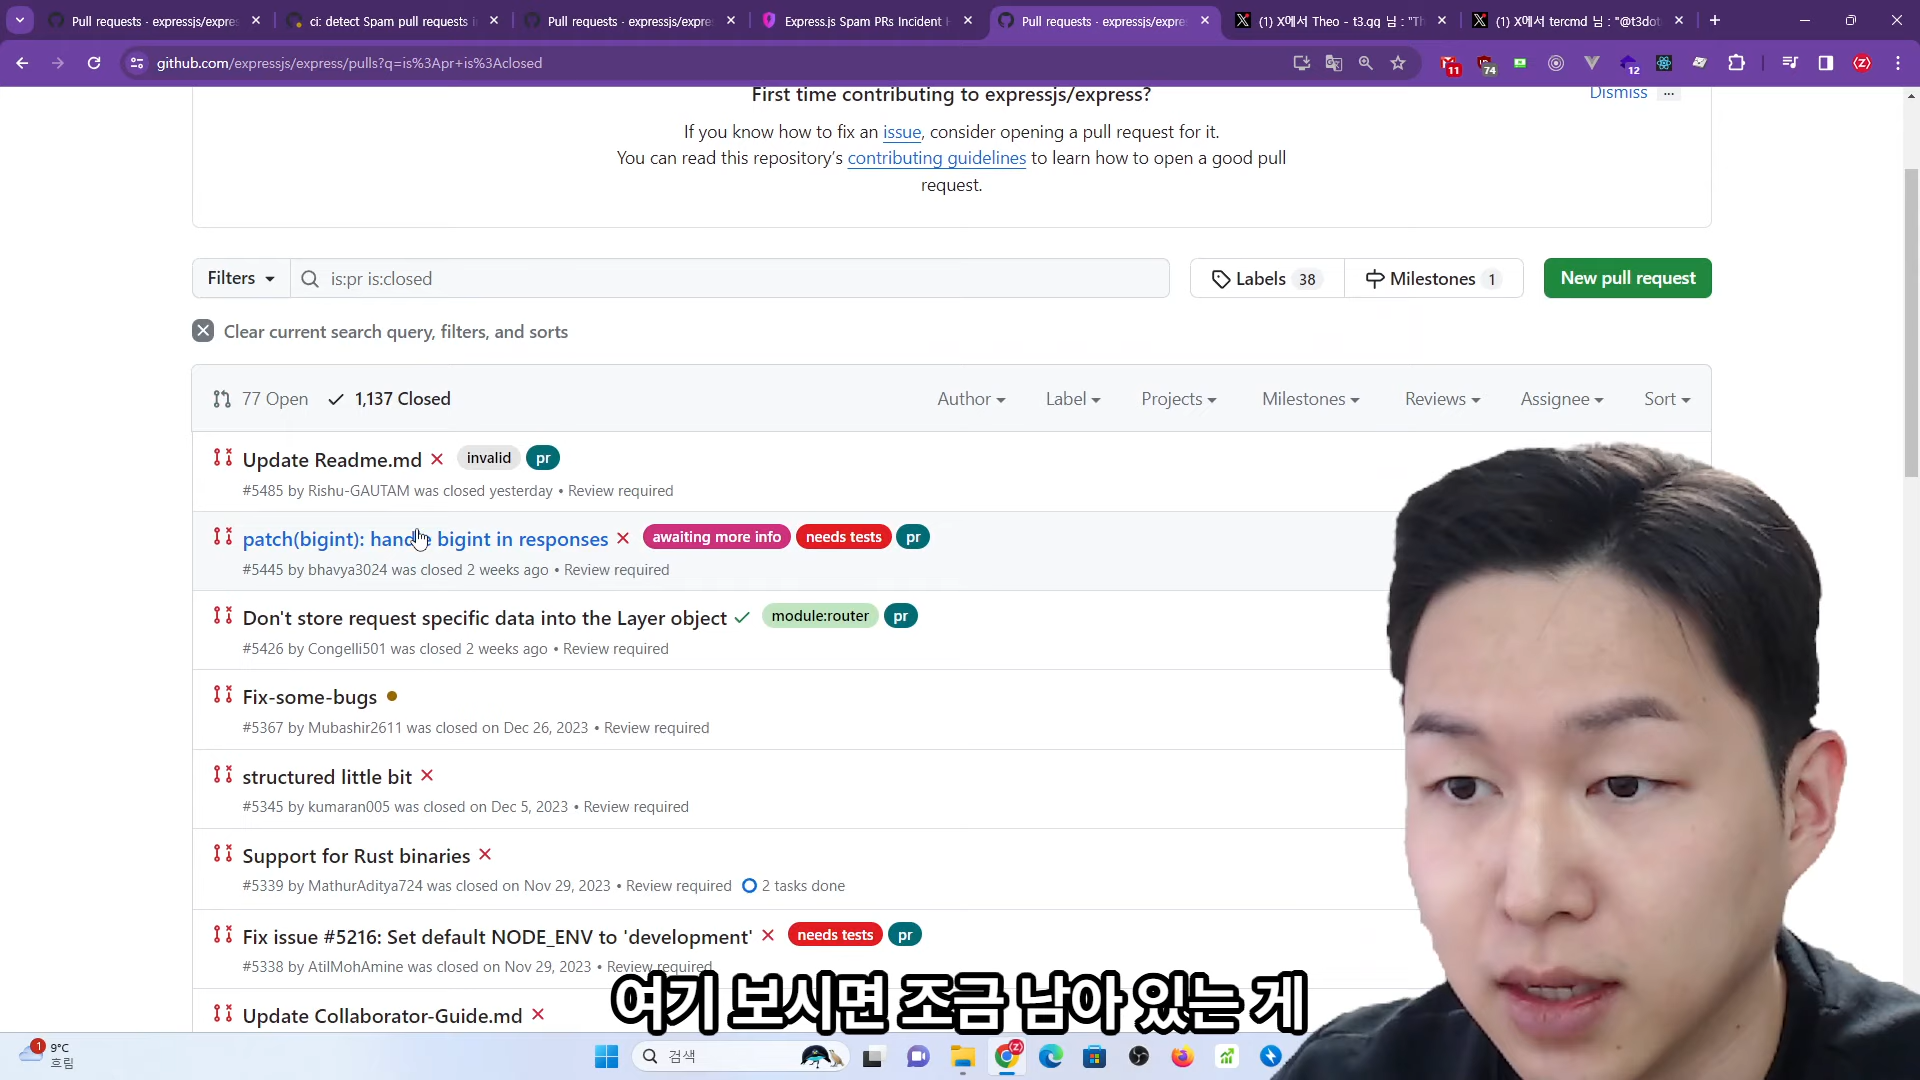 Pull requests · expressjs/expre
ci: detect Spam pull requests i
Pull requests · expressjs/expre
Express.js Spam PRs Incident H
Pull requests · expressjs/expre
(1) X에서 Theo - t3.gg 님 : "Th
(1) X에서 tercmd 님 : "@t3dot
github.com/expressjs/express/pulls?q=is%3Apr+is%3Aclosed
11
74
12
First time contributing to expressjs/express?
Dismiss
If you know how to fix an issue, consider opening a pull request for it.
You can read this repository's contributing guidelines to learn how to open a good pull
request.
Filters
is:pr is:closed
Labels 38
Milestones 1
New pull request
Clear current search query, filters, and sorts
77 Open
1,137 Closed
Author
Label
Projects
Milestones
Reviews
Assignee
Sort
Update Readme.md invalid pr
#5485 by Rishu-GAUTAM was closed yesterday • Review required
patch(bigint): handle bigint in responses awaiting more info needs tests pr
#5445 by bhavya3024 was closed 2 weeks ago • Review required
Don't store request specific data into the Layer object module:router pr
#5426 by Congelli501 was closed 2 weeks ago • Review required
Fix-some-bugs
#5367 by Mubashir2611 was closed on Dec 26, 2023 • Review required
structured little bit
#5345 by kumaran005 was closed on Dec 5, 2023 • Review required
Support for Rust binaries
#5339 by MathurAditya724 was closed on Nov 29, 2023 • Review required 2 tasks done
Fix issue #5216: Set default NODE_ENV to 'development' needs tests pr
#5338 by AtilMohAmine was closed on Nov 29, 2023 • Review required
여기 보시면 조금 남아 있는 게
Update Collaborator-Guide.md
1
9°C
흐림
검색